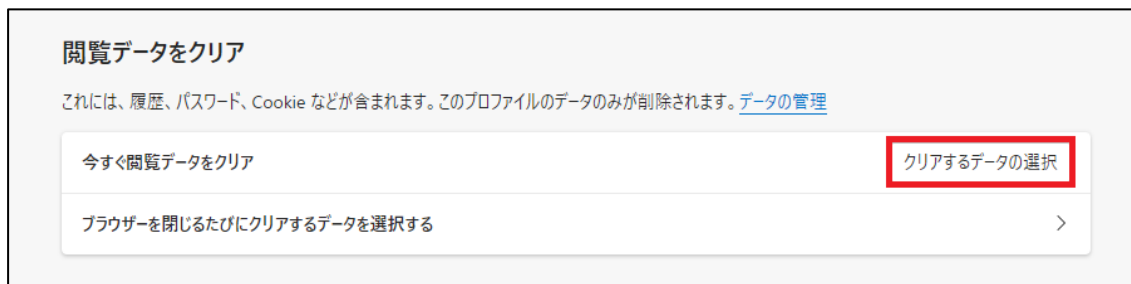 閲覧データをクリア
これには、履歴、パスワード、Cookie などが含まれます。このプロファイルのデータのみが削除されます。データの管理
今すぐ閲覧データをクリア
クリアするデータの選択
ブラウザーを閉じるたびにクリアするデータを選択する